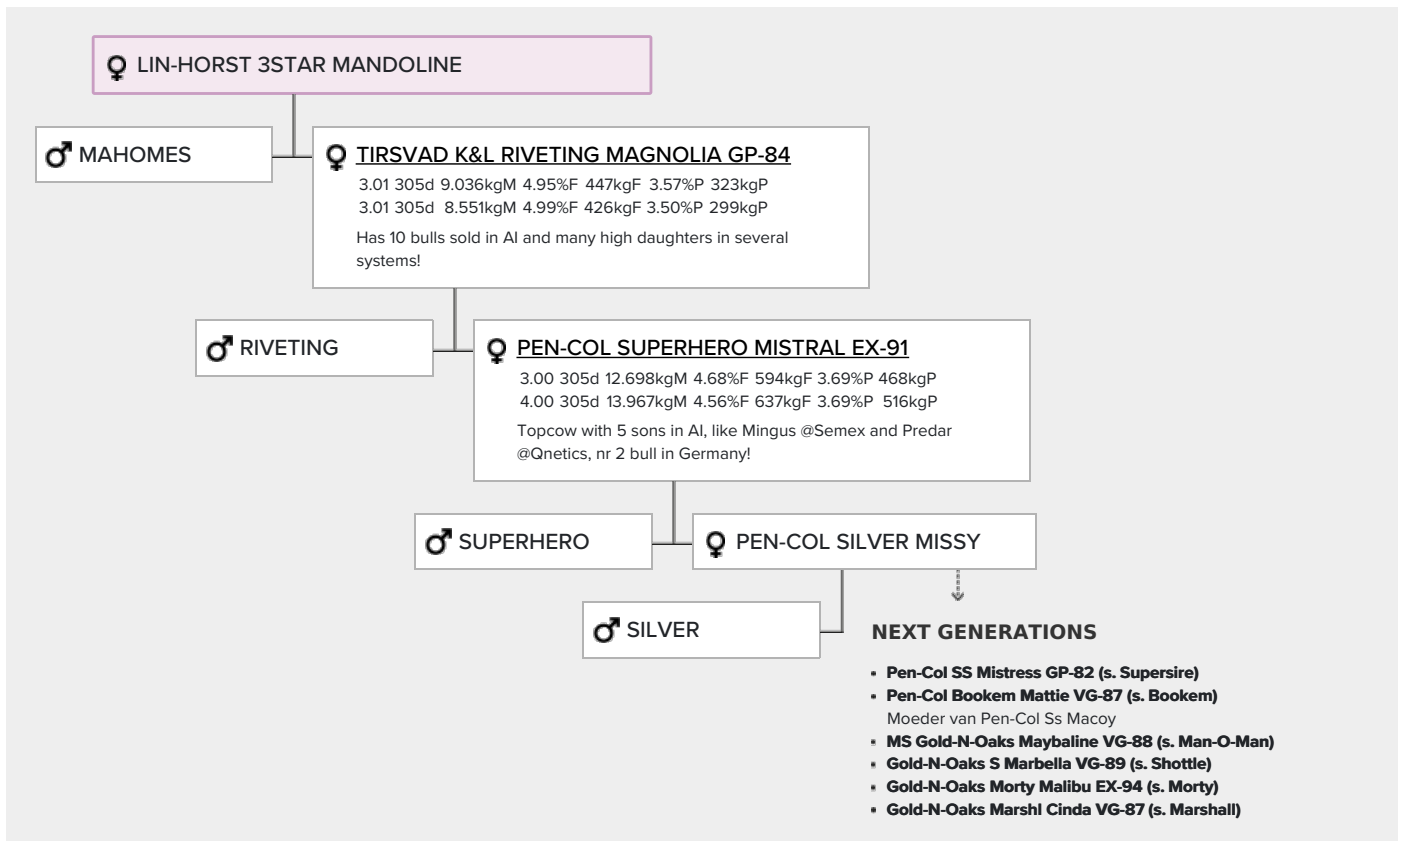 LIN-HORST 3STAR MANDOLINE
MAHOMES
TIRSVAD K&L RIVETING MAGNOLIA GP-84
3.01 305d 9.036kgM 4.95%F 447kgF 3.57%P 323kgP
3.01 305d 8.551kgM 4.99%F 426kgF 3.50%P 299kgP
Has 10 bulls sold in AI and many high daughters in several
systems!
RIVETING
PEN-COL SUPERHERO MISTRAL EX-91
3.00 305d 12.698kgM 4.68%F 594kgF 3.69%P 468kgP
4.00 305d 13.967kgM 4.56%F 637kgF 3.69%P 516kgP
Topcow with 5 sons in AI, like Mingus @Semex and Predar
@Qnetics, nr 2 bull in Germany!
SUPERHERO
PEN-COL SILVER MISSY
SILVER
NEXT GENERATIONS
Pen-Col SS Mistress GP-82 (s. Supersire)
Pen-Col Bookem Mattie VG-87 (s. Bookem)
Moeder van Pen-Col Ss Macoy
MS Gold-N-Oaks Maybaline VG-88 (s. Man-O-Man)
Gold-N-Oaks S Marbella VG-89 (s. Shottle)
Gold-N-Oaks Morty Malibu EX-94 (s. Morty)
Gold-N-Oaks Marshl Cinda VG-87 (s. Marshall)